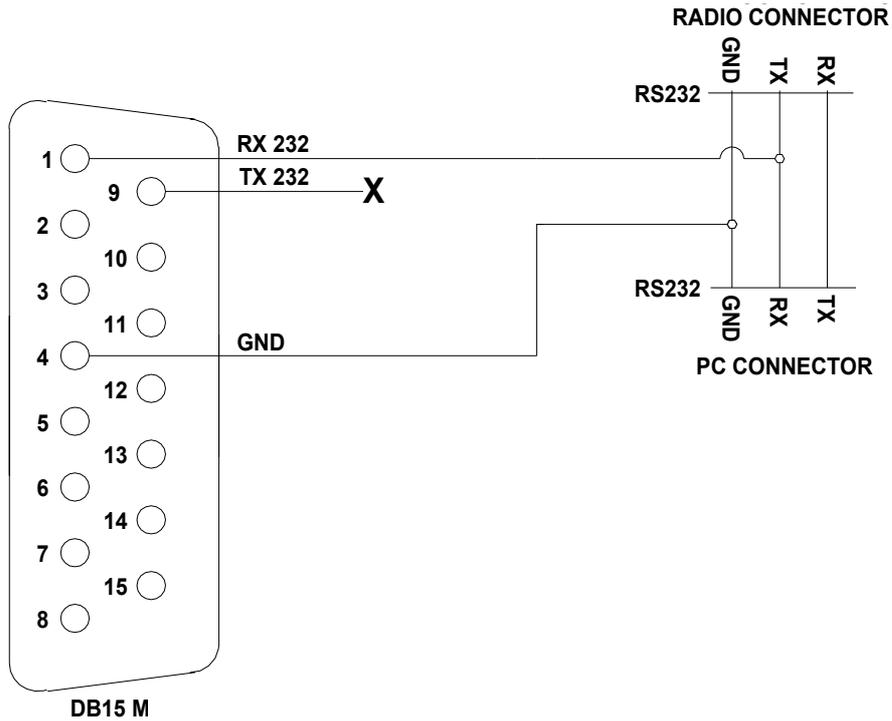 RADIO CONNECTOR
GND TX RX
RS232
1 RX 232
9 TX 232 X
2
10
3
RS232
11
GND RX TX
4 GND
PC CONNECTOR
12
5
13
6
14
7
15
8
DB15 M